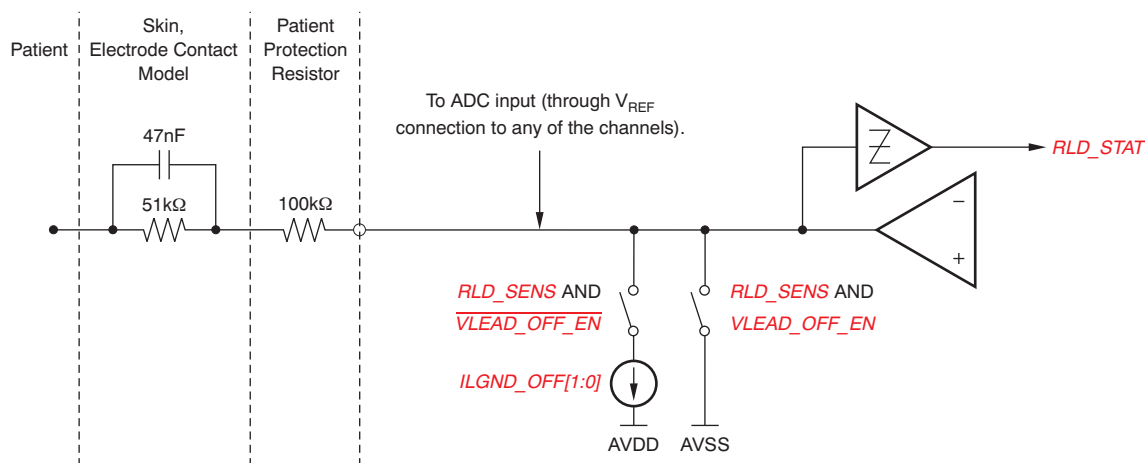 Patient
Skin,
Electrode Contact
Model
Patient
Protection
Resistor
To ADC input (through VREF
connection to any of the channels).
47nF
51kΩ
100kΩ
RLD_STAT
−
+
RLD_SENS AND
VLEAD_OFF_EN
RLD_SENS AND
VLEAD_OFF_EN
ILGND_OFF[1:0]
AVDD
AVSS